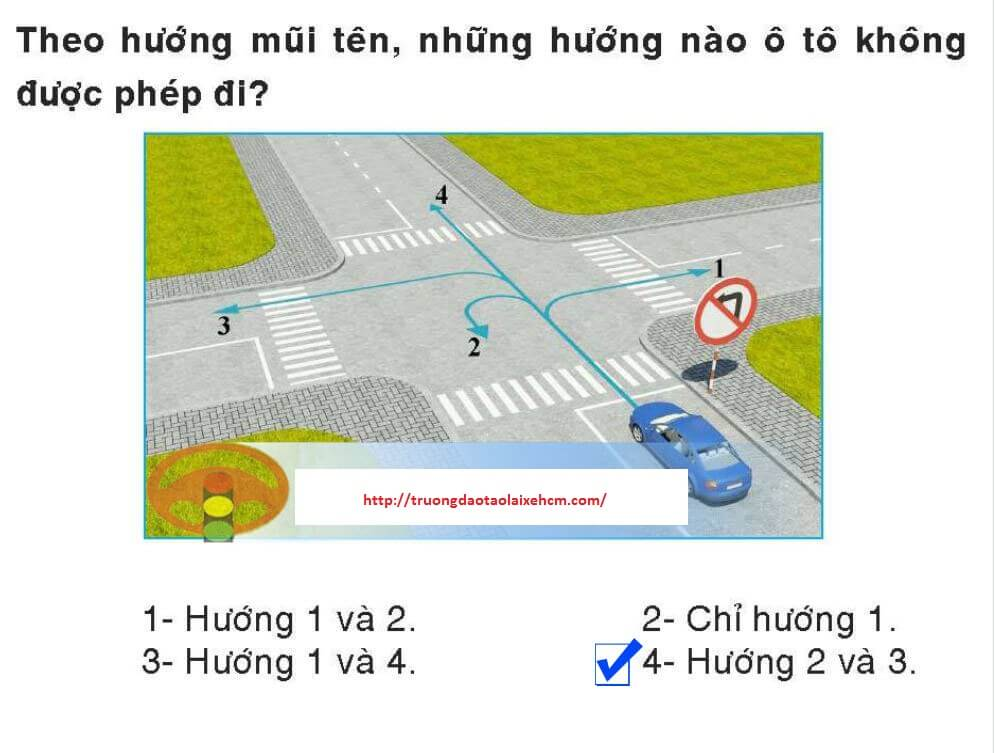 Theo hướng mũi tên, những hướng nào ô tô không
được phép đi?
4
1
3
2
http://truongdaotaolaixehcm.com/
1- Hướng 1 và 2.
2- Chỉ hướng 1.
3- Hướng 1 và 4.
4- Hướng 2 và 3.